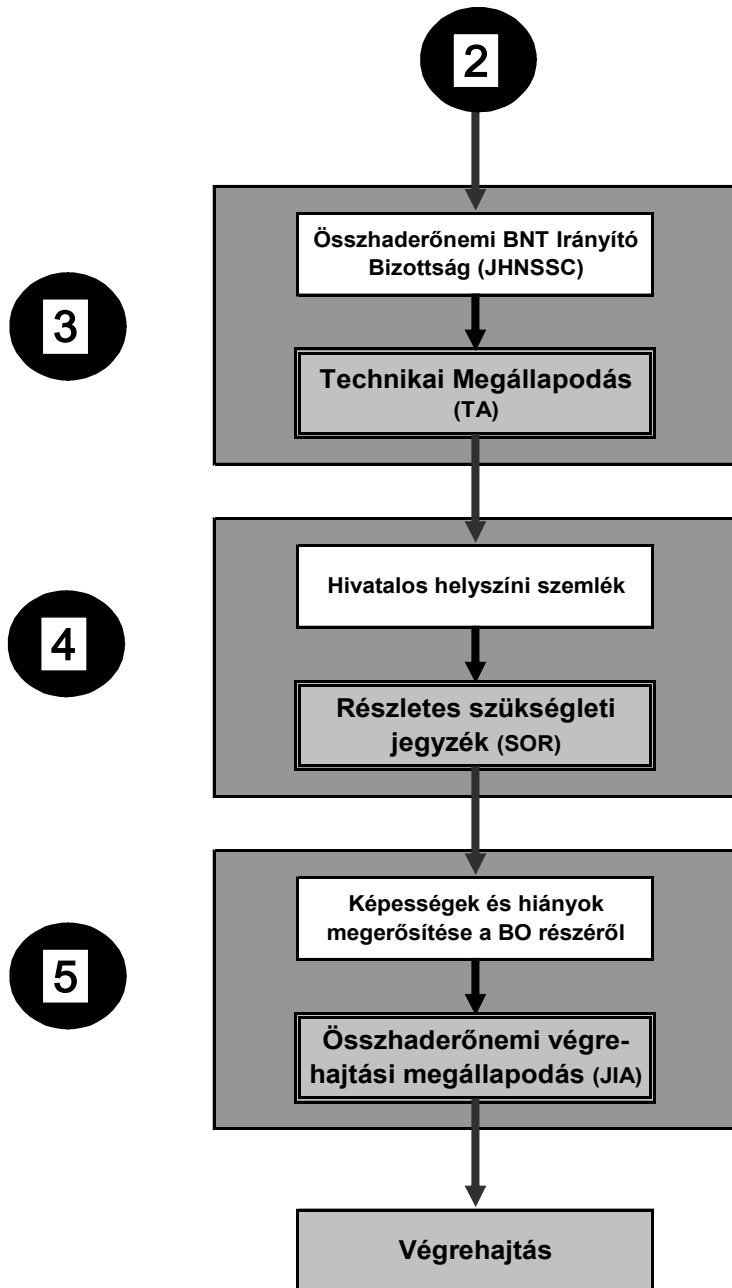 2
Összhaderőnemi BNT Irányító
Bizottság (JHNSSC)
3
Technikai Megállapodás
(TA)
Hivatalos helyszíni szemlék
4
Részletes szükségleti
jegyzék (SOR)
Képességek és hiányok
megerősítése a BO részéről
5
Összhaderőnemi végre-
hajtási megállapodás (JIA)
Végrehajtás